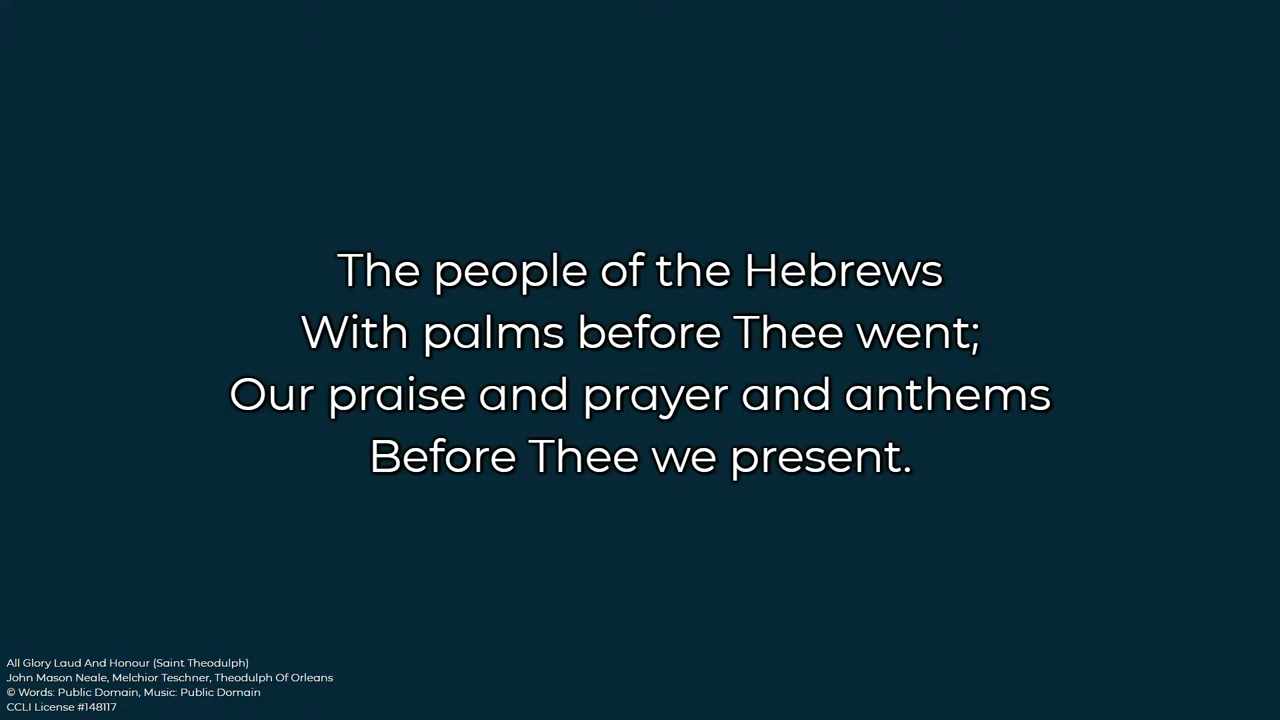 The people of the Hebrews
With palms before Thee went;
Our praise and prayer and anthems
Before Thee we present.
All Glory Laud And Honour (Saint Theodulph)
John Mason Neale, Melchior Teschner, Theodulph Of Orleans
© Words: Public Domain, Music: Public Domain
CCLI License #148117